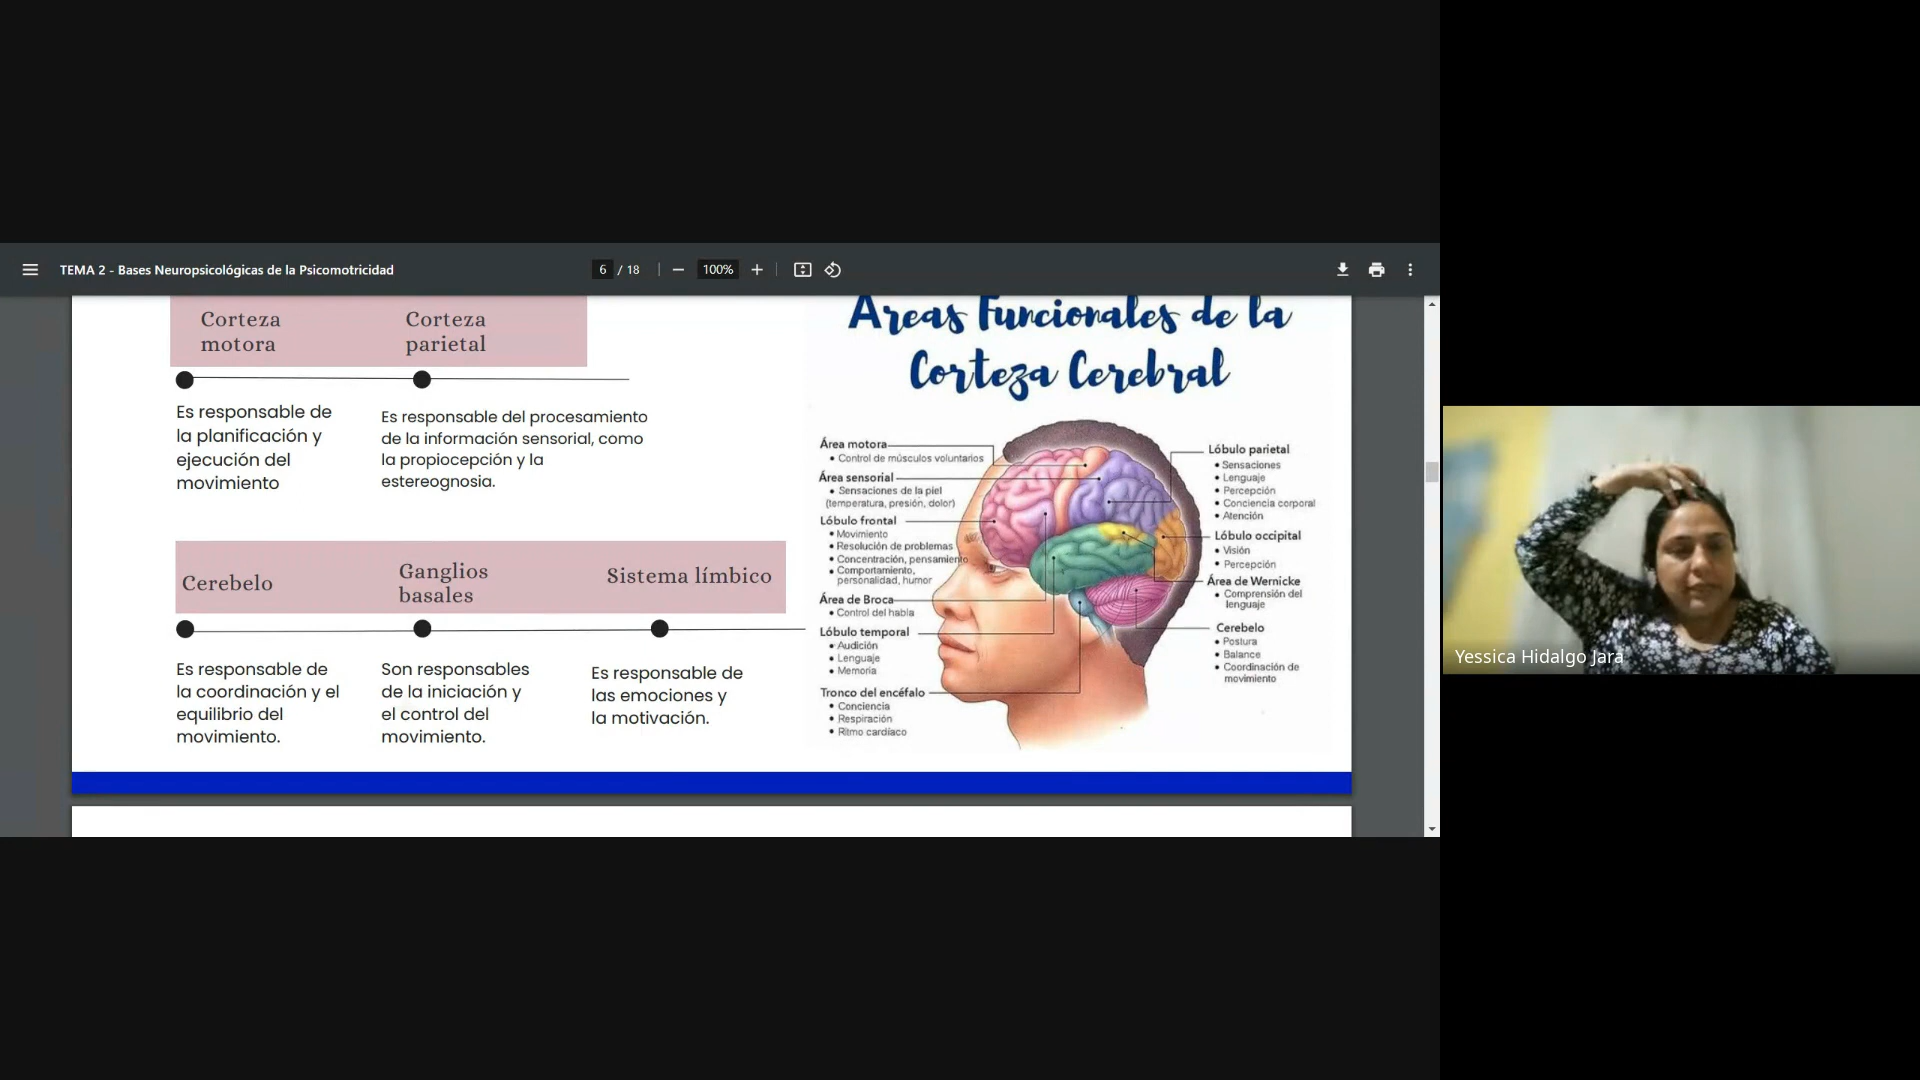 TEMA 2 - Bases Neuropsicológicas de la Psicomotricidad
6 / 18
100%
Corteza
motora
Corteza
parietal
Es responsable de
la planificación y
ejecución del
movimiento
Es responsable del procesamiento
de la información sensorial, como
la propiocepción y la
estereognosia.
Cerebelo
Ganglios
basales
Sistema límbico
Es responsable de
la coordinación y el
equilibrio del
movimiento.
Son responsables
de la iniciación y
el control del
movimiento.
Es responsable de
las emociones y
la motivación.
Áreas Funcionales de la
Corteza Cerebral
Área motora
• Control de músculos voluntarios
Área sensorial
• Sensaciones de la piel
(temperatura, presión, dolor)
Lóbulo frontal
• Movimiento
• Resolución de problemas
• Concentración, pensamiento
• Comportamiento,
personalidad, humor
Área de Broca
• Control del habla
Lóbulo temporal
• Audición
• Lenguaje
• Memoria
Tronco del encéfalo
• Conciencia
• Respiración
• Ritmo cardíaco
Lóbulo parietal
• Sensaciones
• Lenguaje
• Percepción
• Conciencia corporal
• Atención
Lóbulo occipital
• Visión
• Percepción
Área de Wernicke
• Comprensión del
lenguaje
Cerebelo
• Postura
• Balance
• Coordinación de
movimiento
Yessica Hidalgo Jara